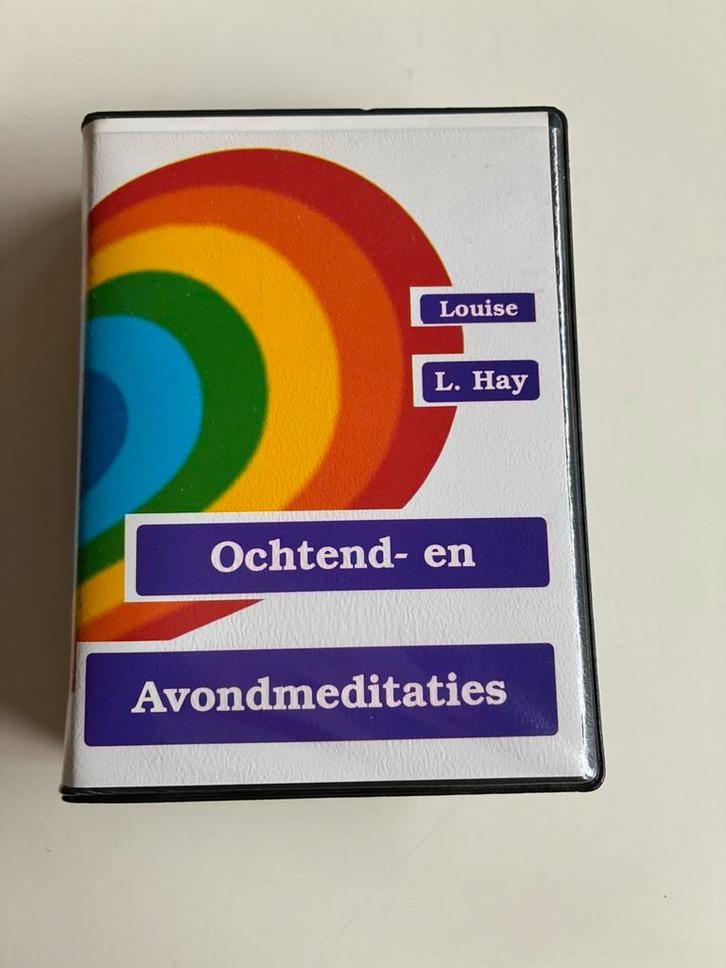 Louise
L. Hay
Ochtend- en
Avondmeditaties